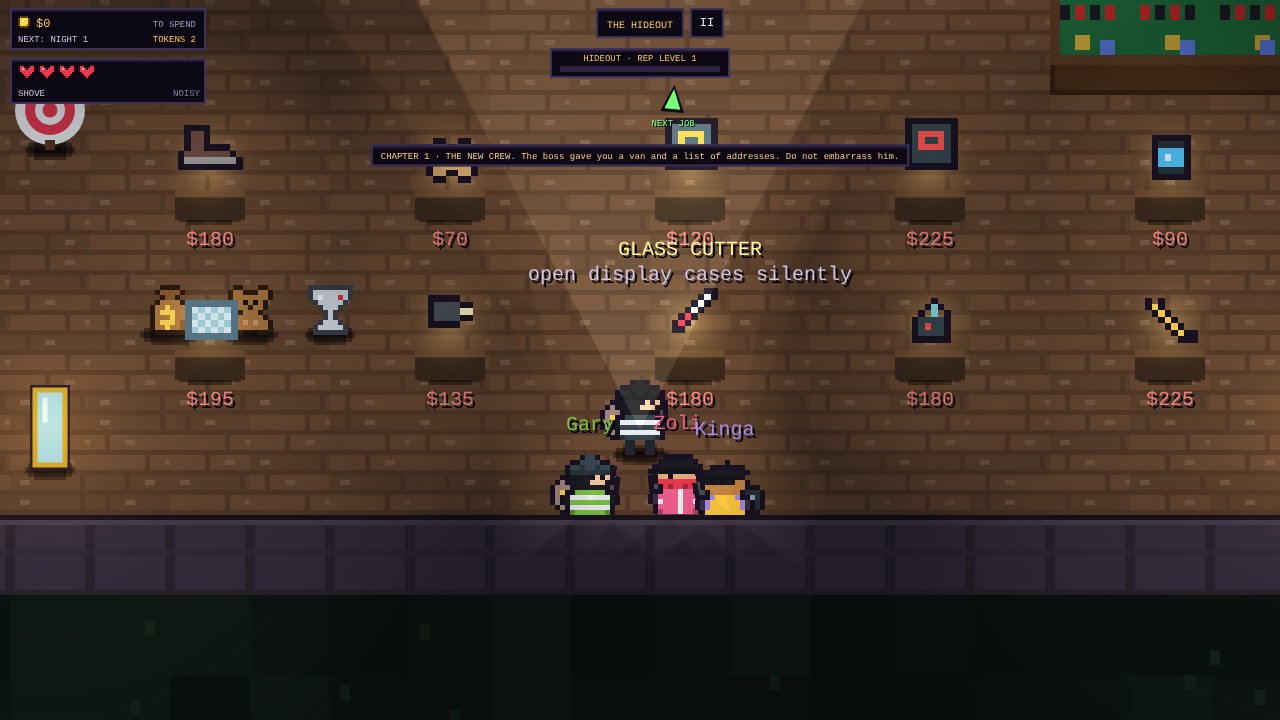 $0
TO SPEND
NEXT: NIGHT 1
TOKENS 2
SHOVE
NOISY
THE HIDEOUT
II
HIDEOUT · REP LEVEL 1
NEXT JOB
CHAPTER 1 · THE NEW CREW. The boss gave you a van and a list of addresses. Do not embarrass him.
$180
$70
$120
$225
$90
GLASS CUTTER
open display cases silently
$195
$135
$180
$180
$225
Gary
Zoli
Kinga